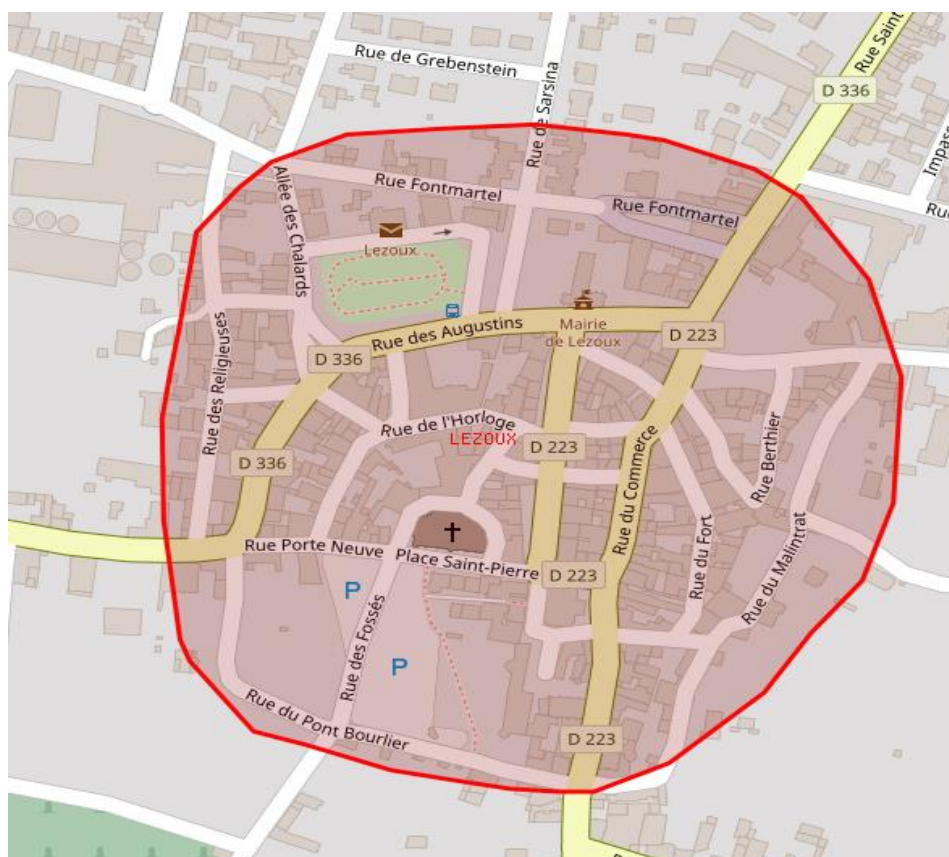 Rue de Grebenstein
Rue Saint
D 336
Rue de Sarsina
Impas
Allée des Chalards
Rue Fontmartel
Rue Fontmartel
Ru
Lezoux
Rue des Augustins
Mairie
de Lezoux
D 223
D 336
Rue des Religieuses
Rue de l'Horloge
LEZOUX
D 223
Rue du Commerce
Rue Berthier
D 336
Rue Porte Neuve
Place Saint-Pierre
D 223
Rue du Fort
Rue du Malintrat
P
Rue des Fossés
P
Rue du Pont Bourlier
D 223